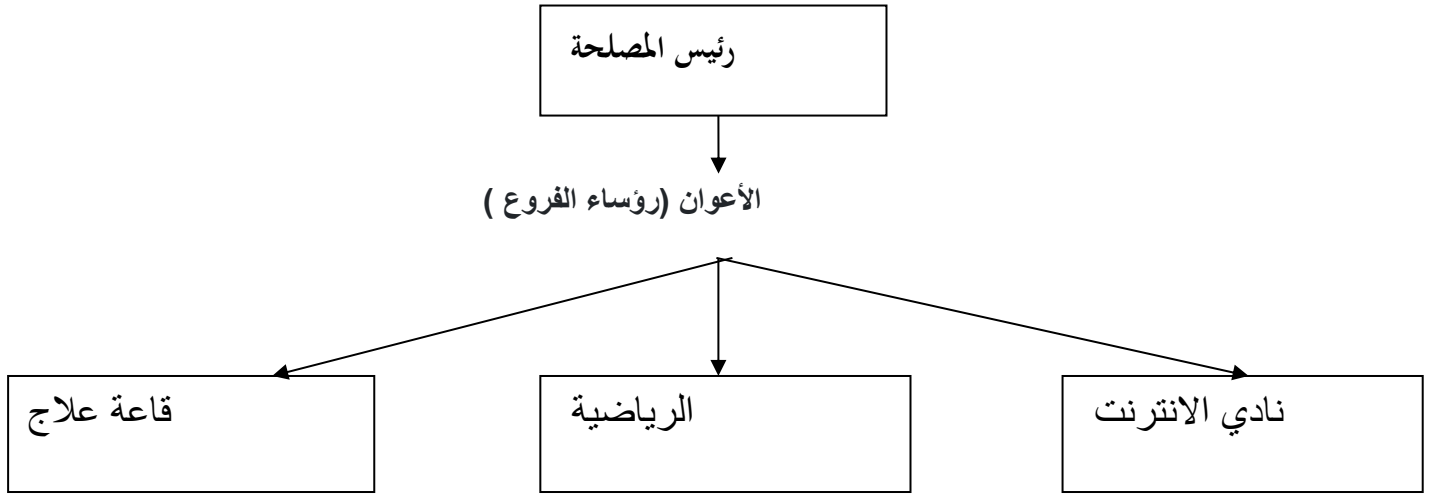 رئيس المصلحة
الأعوان (رؤساء الفروع )
نادي الانترنت
الرياضية
قاعة علاج